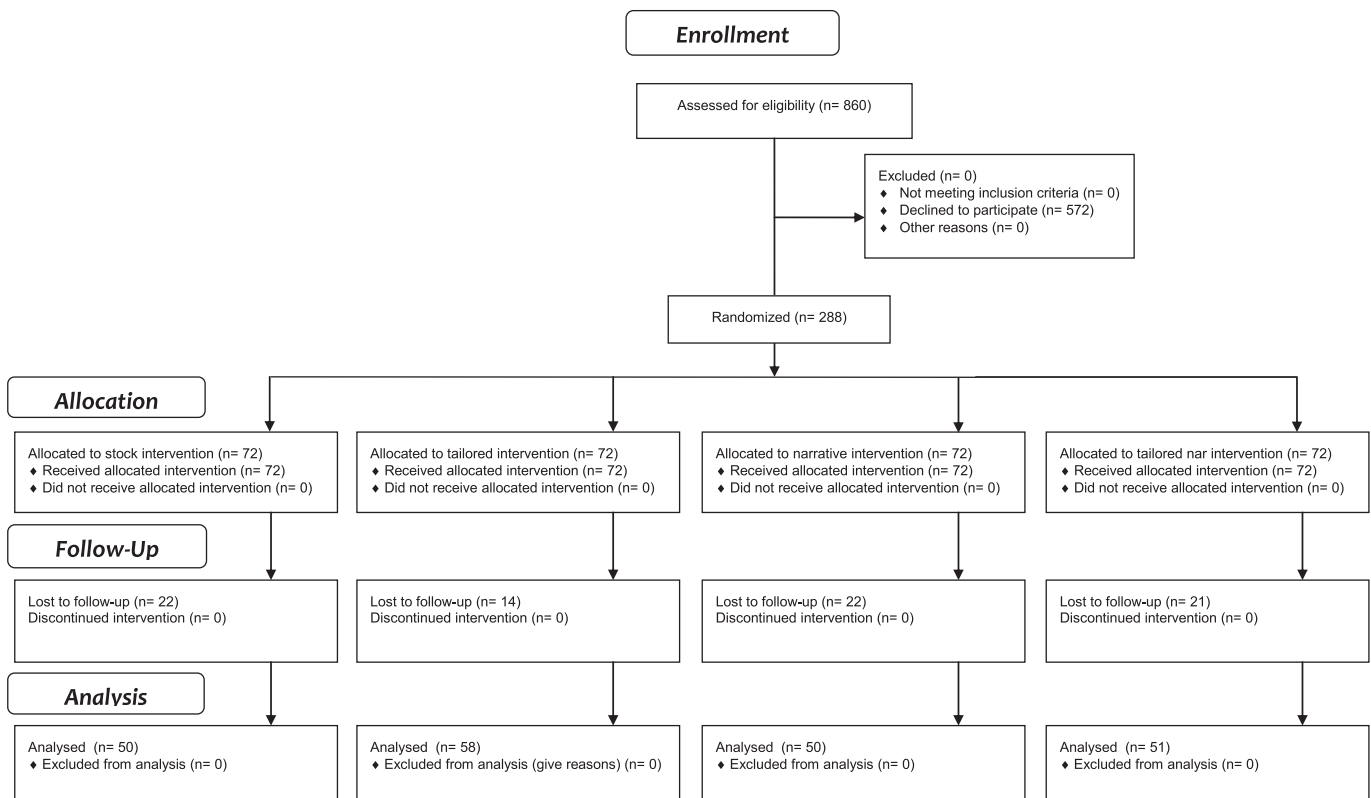 Enrollment
Assessed for eligibility (n= 860)
Excluded (n= 0)
♦ Not meeting inclusion criteria (n= 0)
♦ Declined to participate (n= 572)
♦ Other reasons (n= 0)
Randomized (n= 288)
Allocation
Allocated to stock intervention (n= 72)
♦ Received allocated intervention (n= 72)
♦ Did not receive allocated intervention (n= 0)
Allocated to tailored intervention (n= 72)
♦ Received allocated intervention (n= 72)
♦ Did not receive allocated intervention (n= 0)
Allocated to narrative intervention (n= 72)
♦ Received allocated intervention (n= 72)
♦ Did not receive allocated intervention (n= 0)
Allocated to tailored nar intervention (n= 72)
♦ Received allocated intervention (n= 72)
♦ Did not receive allocated intervention (n= 0)
Follow-Up
Lost to follow-up (n= 22)
Discontinued intervention (n= 0)
Lost to follow-up (n= 14)
Discontinued intervention (n= 0)
Lost to follow-up (n= 22)
Discontinued intervention (n= 0)
Lost to follow-up (n= 21)
Discontinued intervention (n= 0)
Analysis
Analysed (n= 50)
♦ Excluded from analysis (n= 0)
Analysed (n= 58)
♦ Excluded from analysis (give reasons) (n= 0)
Analysed (n= 50)
♦ Excluded from analysis (n= 0)
Analysed (n= 51)
♦ Excluded from analysis (n= 0)